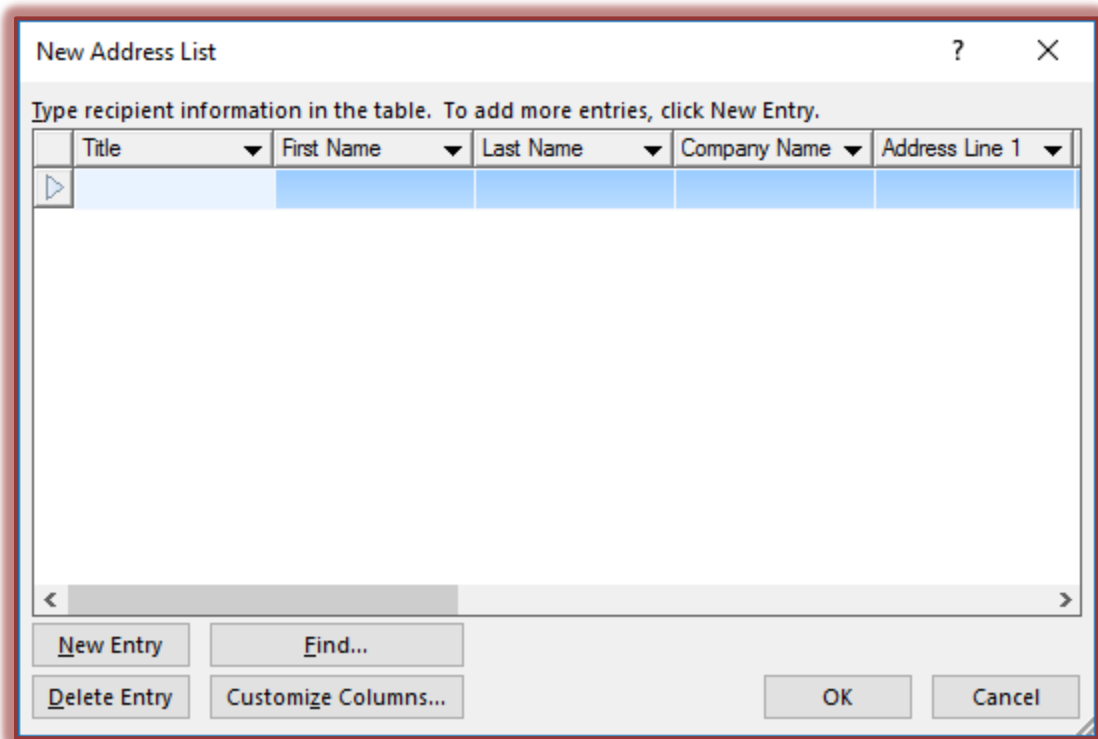 New Address List ?
Type recipient information in the table. To add more entries, click New Entry.
Title First Name Last Name Company Name Address Line 1
New Entry Find...
Delete Entry Customize Columns... OK Cancel